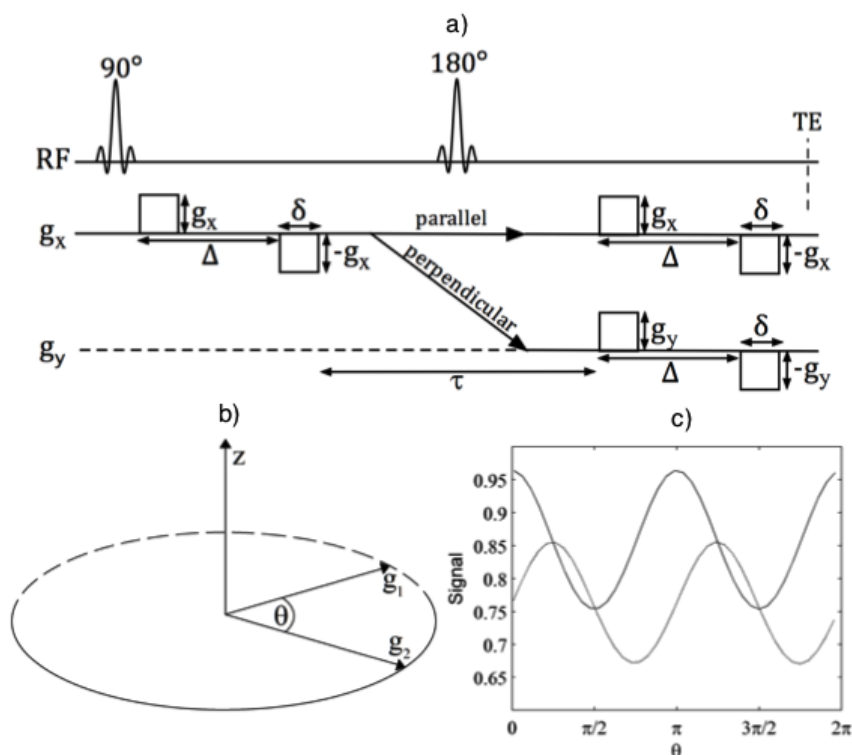 a)
90°
180°
TE
RF
gx
gx
δ
parallel
gx
δ
Δ
-gx
Δ
-gx
perpendicular
gy
gy
δ
τ
Δ
-gy
b)
z
g1
θ
g2
c)
Signal
0.95
0.9
0.85
0.8
0.75
0.7
0.65
0
π/2
π
3π/2
2π
θ